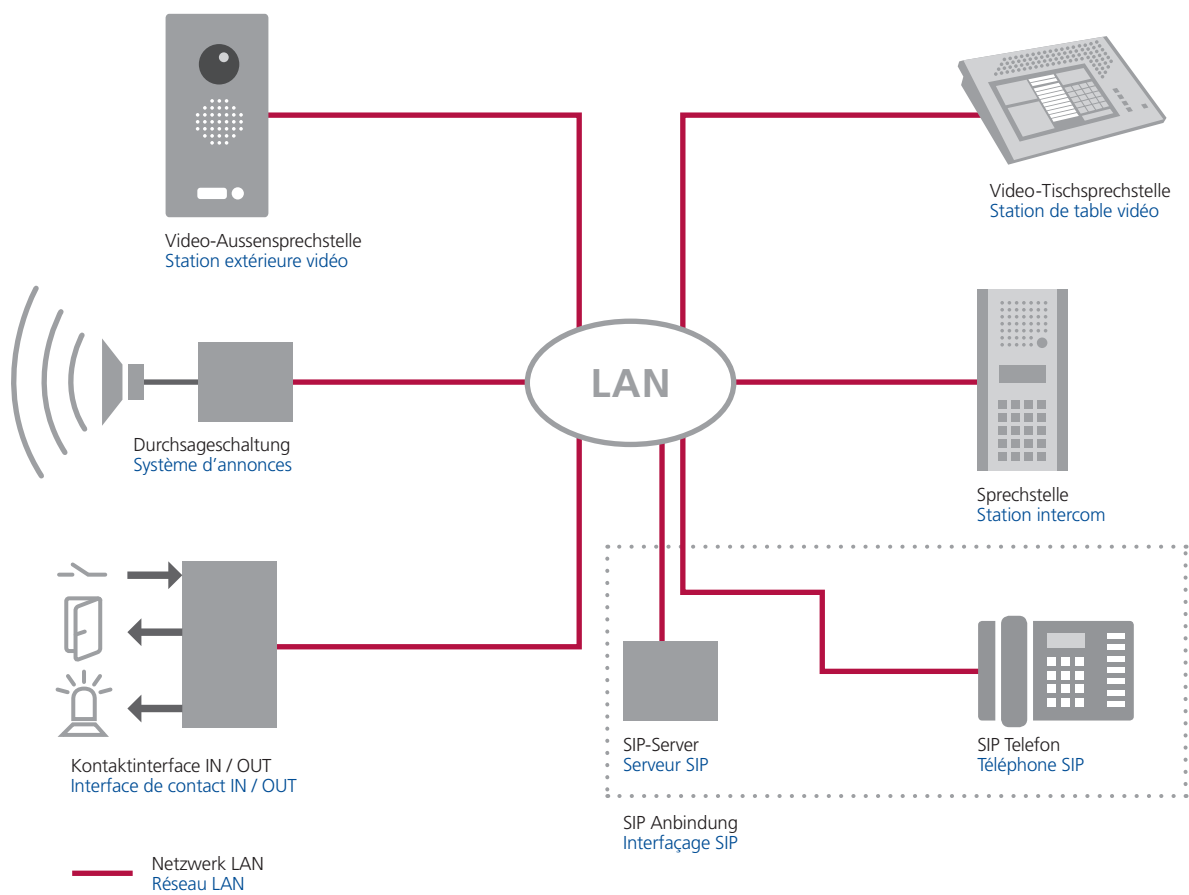 Video-Aussensprechstelle
Station extérieure vidéo
Video-Tischsprechstelle
Station de table vidéo
LAN
Durchsageschaltung
Système d'annonces
Sprechstelle
Station intercom
Kontaktinterface IN / OUT
Interface de contact IN / OUT
SIP-Server
Serveur SIP
SIP Telefon
Téléphone SIP
SIP Anbindung
Interfaçage SIP
Netzwerk LAN
Réseau LAN